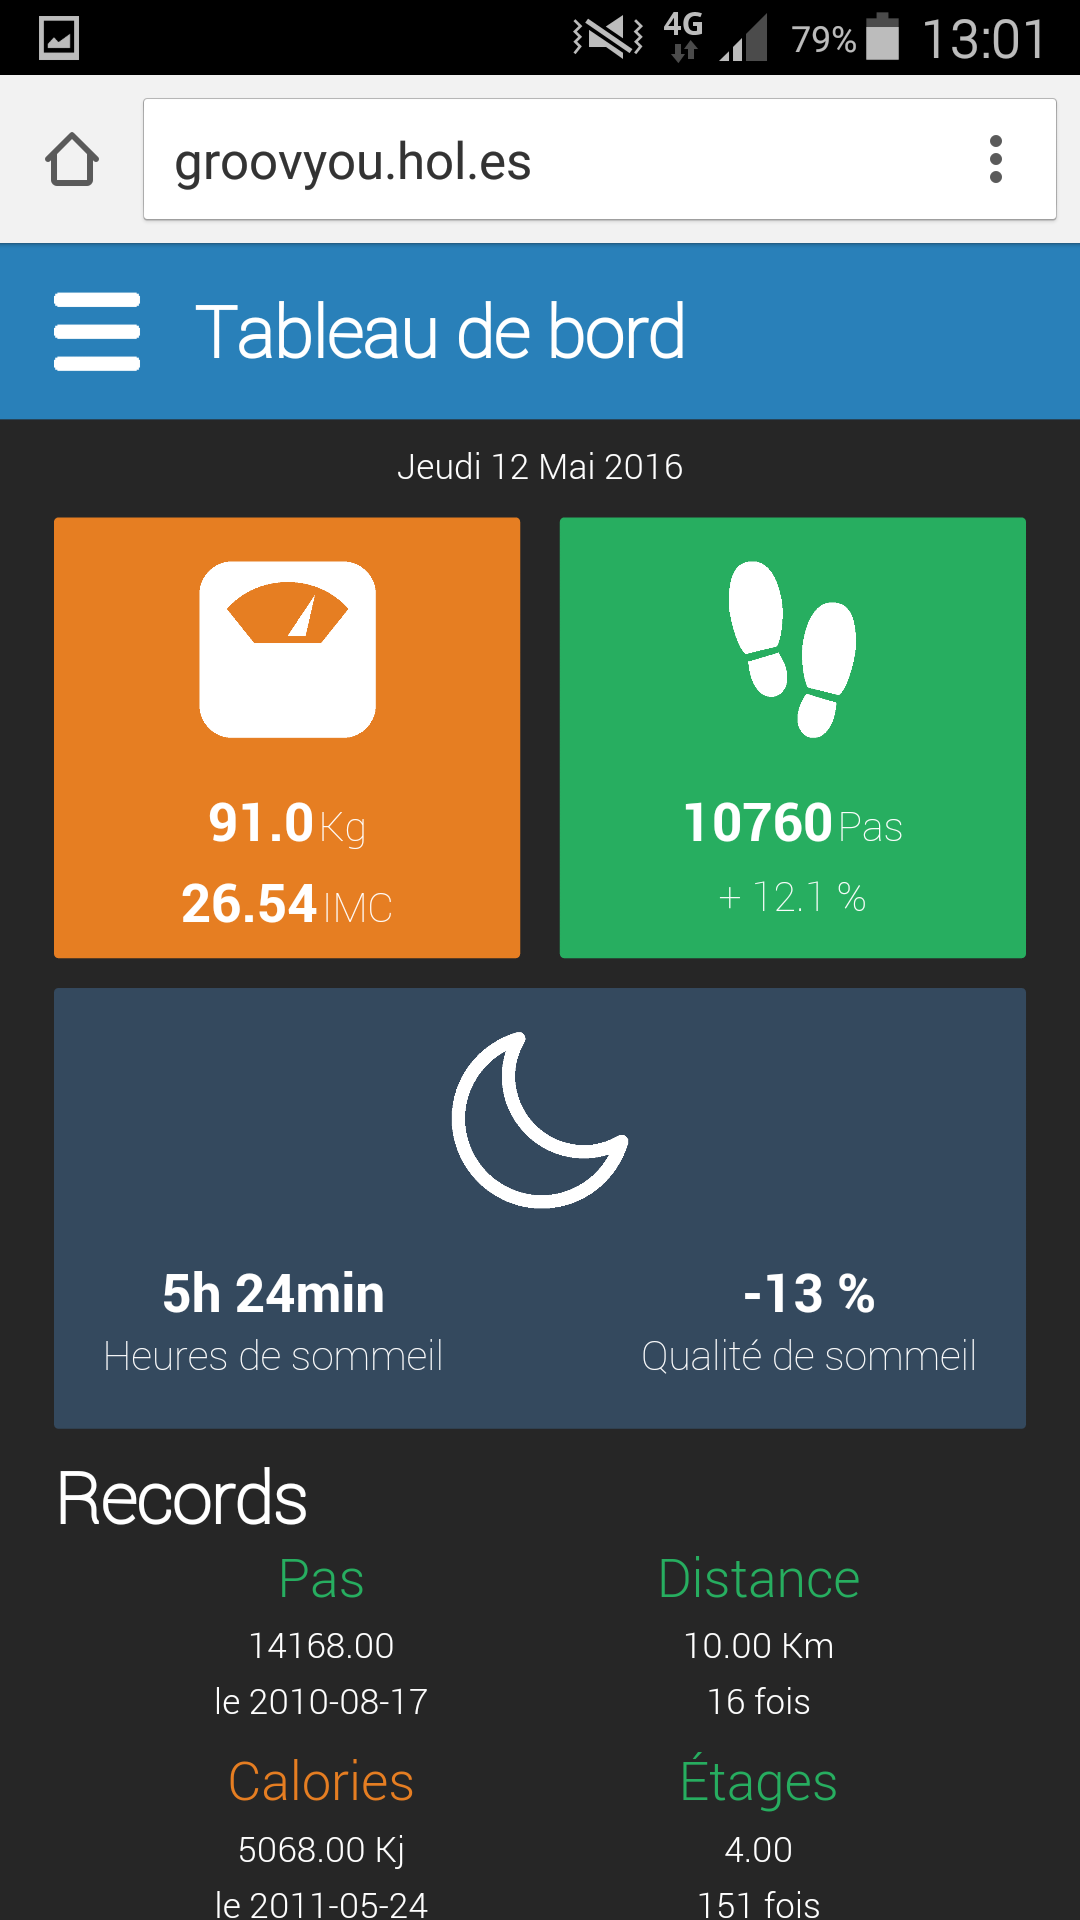 4G 79% 13:01
groovyou.hol.es
Tableau de bord
Jeudi 12 Mai 2016
91.0 Kg
26.54 IMC
10760 Pas
+ 12.1 %
5h 24min
Heures de sommeil
-13 %
Qualité de sommeil
Records
Pas
14168.00
le 2010-08-17
Distance
10.00 Km
16 fois
Calories
5068.00 Kj
le 2011-05-24
Étages
4.00
151 fois